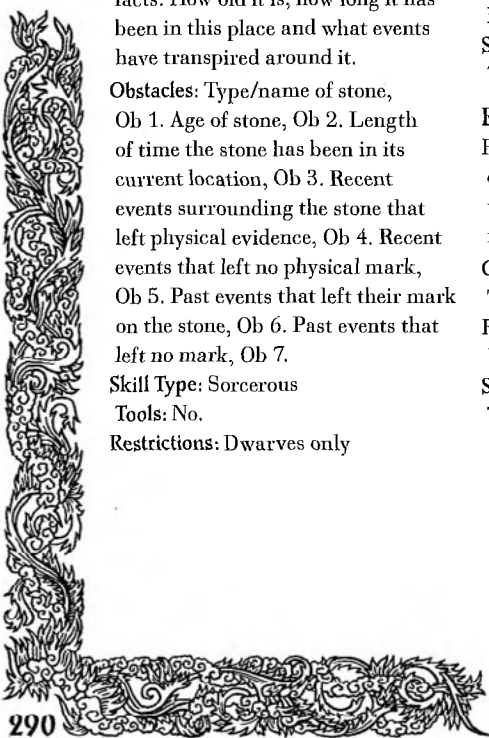 facts: How old it is, how long it has
been in this place and what events
have transpired around it.
Obstacles: Type/name of stone,
Ob 1. Age of stone, Ob 2. Length
of time the stone has been in its
current location, Ob 3. Recent
events surrounding the stone that
left physical evidence, Ob 4. Recent
events that left no physical mark,
Ob 5. Past events that left their mark
on the stone, Ob 6. Past events that
left no mark, Ob 7.
Skill Type: Sorcerous
Tools: No.
Restrictions: Dwarves only
290